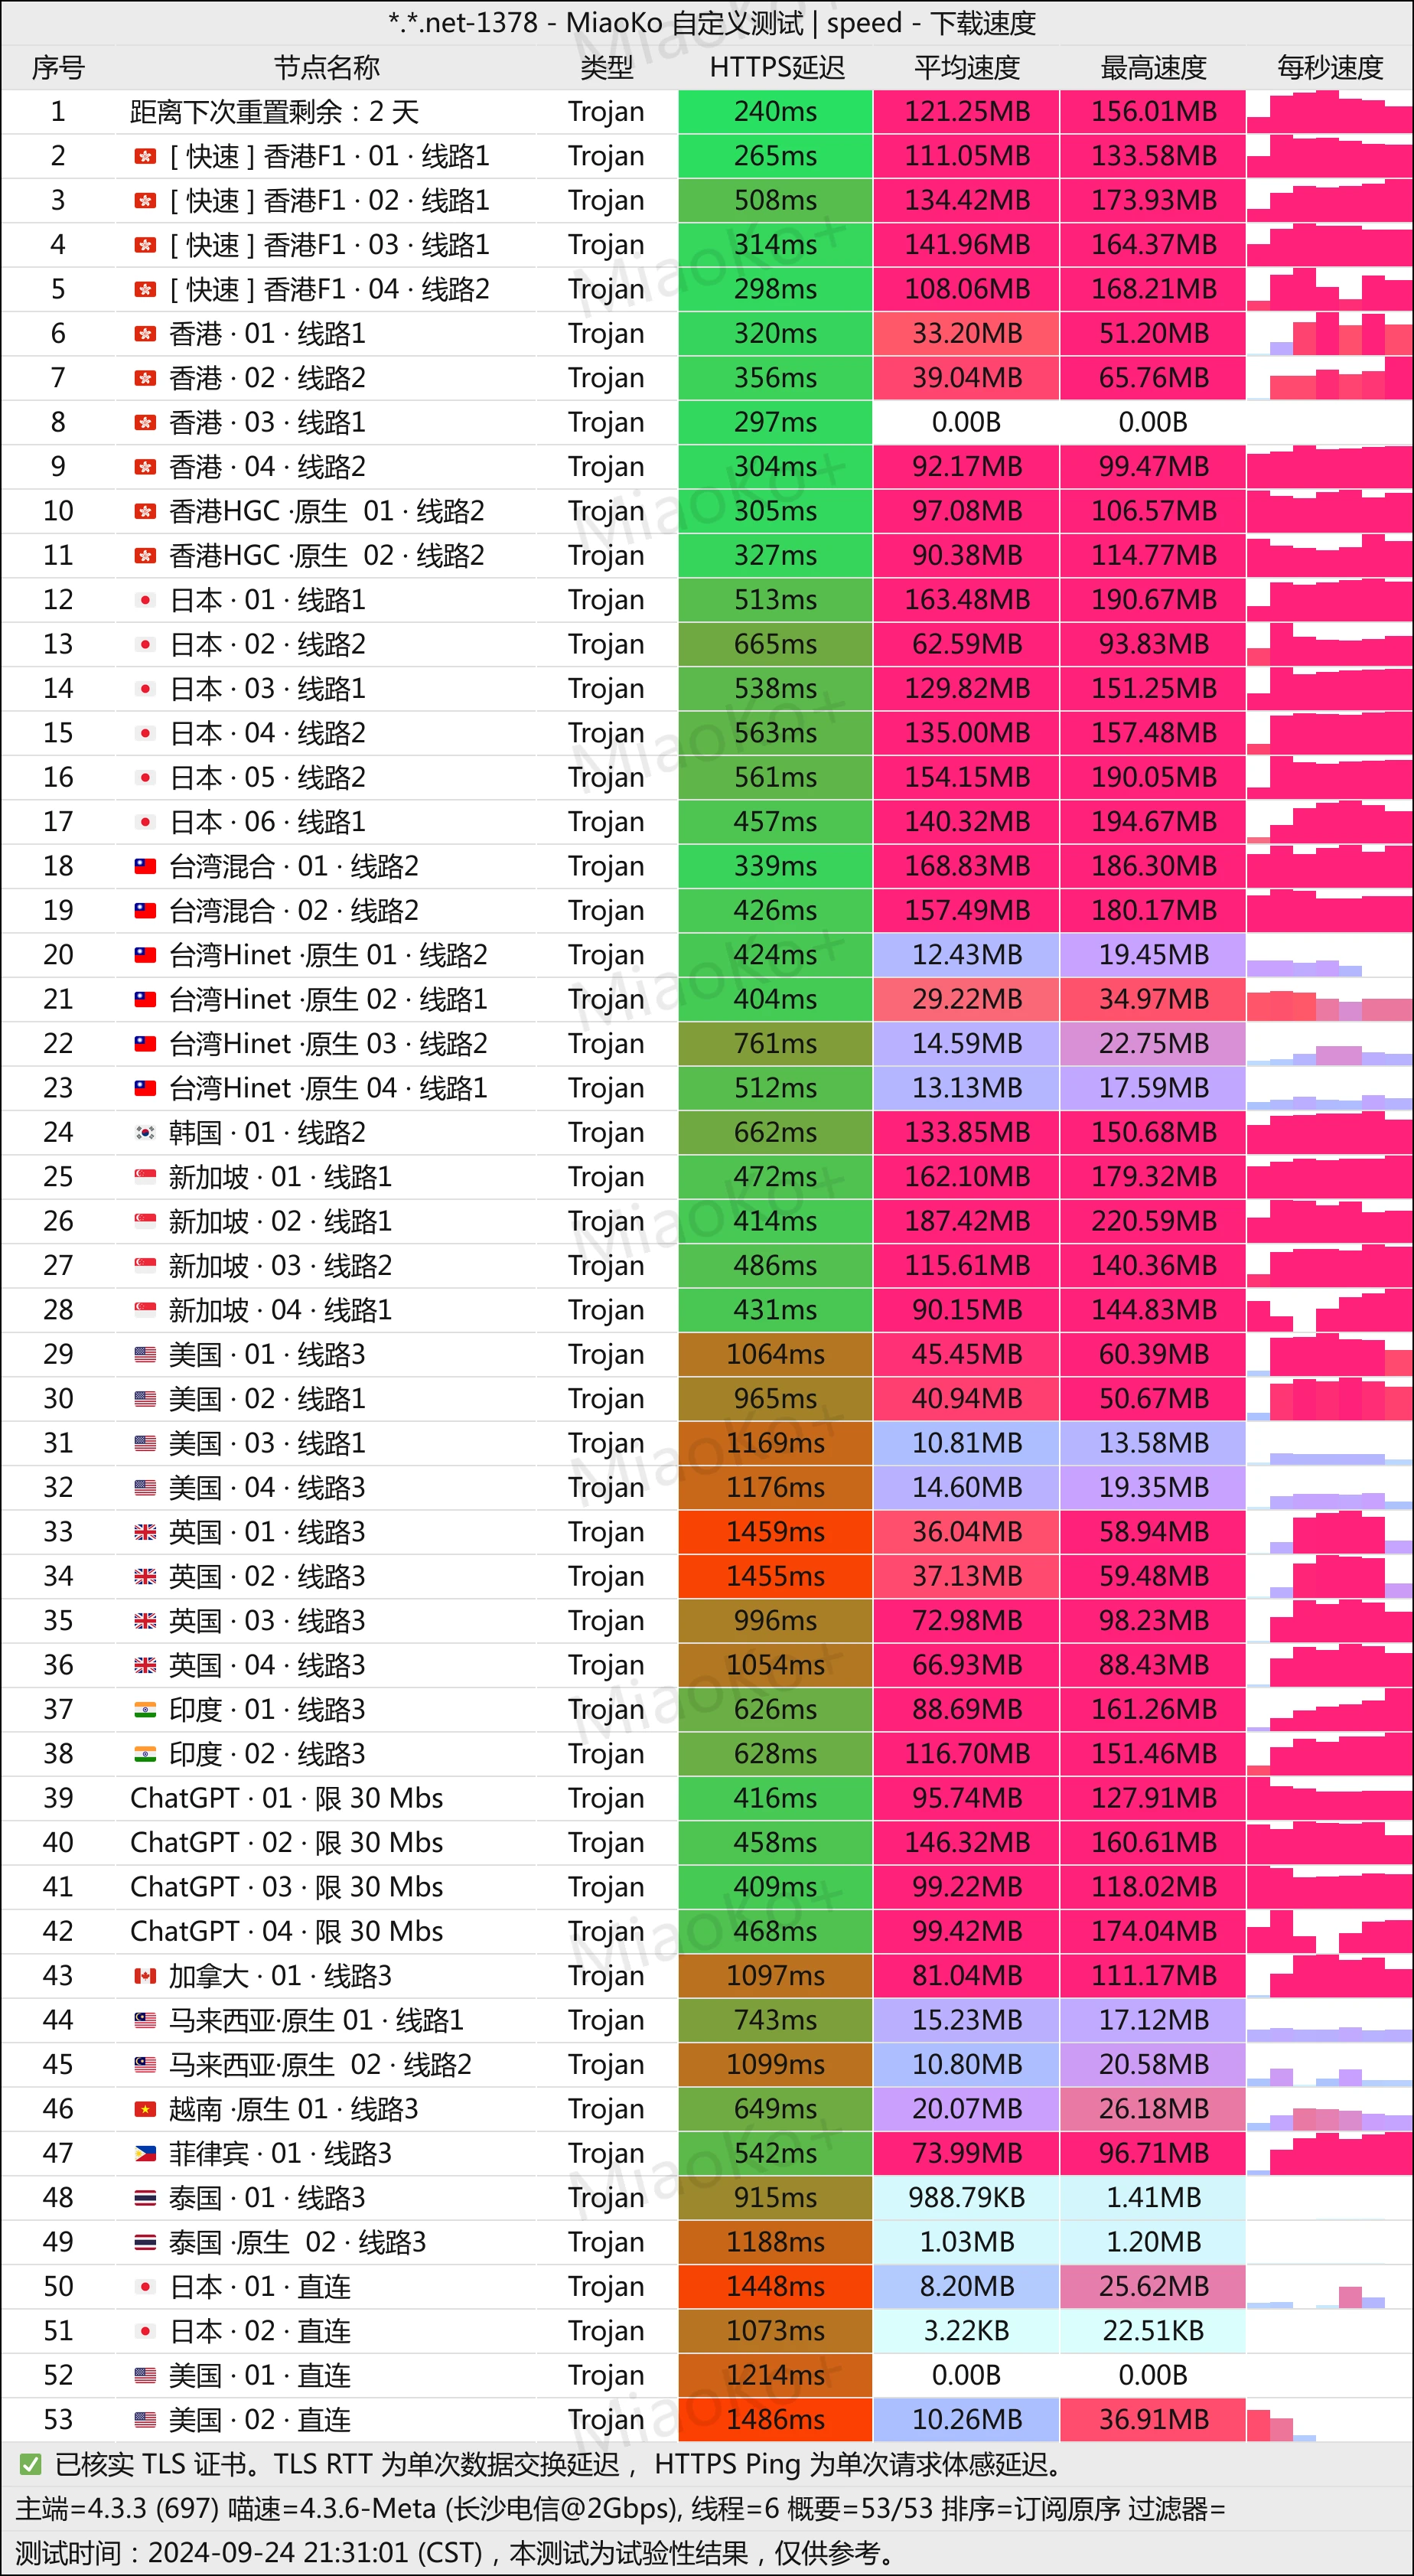 *.*.net-1378 - MiaoKo 自定义测试 | speed - 下载速度
序号 节点名称 类型 HTTPS延迟 平均速度 最高速度 每秒速度
1 距离下次重置剩余：2 天 Trojan 240ms 121.25MB 156.01MB
2 [ 快速 ] 香港F1 · 01 · 线路1 Trojan 265ms 111.05MB 133.58MB
3 [ 快速 ] 香港F1 · 02 · 线路1 Trojan 508ms 134.42MB 173.93MB
4 [ 快速 ] 香港F1 · 03 · 线路1 Trojan 314ms 141.96MB 164.37MB
5 [ 快速 ] 香港F1 · 04 · 线路2 Trojan 298ms 108.06MB 168.21MB
6 香港 · 01 · 线路1 Trojan 320ms 33.20MB 51.20MB
7 香港 · 02 · 线路2 Trojan 356ms 39.04MB 65.76MB
8 香港 · 03 · 线路1 Trojan 297ms 0.00B 0.00B
9 香港 · 04 · 线路2 Trojan 304ms 92.17MB 99.47MB
10 香港HGC ·原生  01 · 线路2 Trojan 305ms 97.08MB 106.57MB
11 香港HGC ·原生  02 · 线路2 Trojan 327ms 90.38MB 114.77MB
12 日本 · 01 · 线路1 Trojan 513ms 163.48MB 190.67MB
13 日本 · 02 · 线路2 Trojan 665ms 62.59MB 93.83MB
14 日本 · 03 · 线路1 Trojan 538ms 129.82MB 151.25MB
15 日本 · 04 · 线路2 Trojan 563ms 135.00MB 157.48MB
16 日本 · 05 · 线路2 Trojan 561ms 154.15MB 190.05MB
17 日本 · 06 · 线路1 Trojan 457ms 140.32MB 194.67MB
18 台湾混合 · 01 · 线路2 Trojan 339ms 168.83MB 186.30MB
19 台湾混合 · 02 · 线路2 Trojan 426ms 157.49MB 180.17MB
20 台湾Hinet ·原生 01 · 线路2 Trojan 424ms 12.43MB 19.45MB
21 台湾Hinet ·原生 02 · 线路1 Trojan 404ms 29.22MB 34.97MB
22 台湾Hinet ·原生 03 · 线路2 Trojan 761ms 14.59MB 22.75MB
23 台湾Hinet ·原生 04 · 线路1 Trojan 512ms 13.13MB 17.59MB
24 韩国 · 01 · 线路2 Trojan 662ms 133.85MB 150.68MB
25 新加坡 · 01 · 线路1 Trojan 472ms 162.10MB 179.32MB
26 新加坡 · 02 · 线路1 Trojan 414ms 187.42MB 220.59MB
27 新加坡 · 03 · 线路2 Trojan 486ms 115.61MB 140.36MB
28 新加坡 · 04 · 线路1 Trojan 431ms 90.15MB 144.83MB
29 美国 · 01 · 线路3 Trojan 1064ms 45.45MB 60.39MB
30 美国 · 02 · 线路1 Trojan 965ms 40.94MB 50.67MB
31 美国 · 03 · 线路1 Trojan 1169ms 10.81MB 13.58MB
32 美国 · 04 · 线路3 Trojan 1176ms 14.60MB 19.35MB
33 英国 · 01 · 线路3 Trojan 1459ms 36.04MB 58.94MB
34 英国 · 02 · 线路3 Trojan 1455ms 37.13MB 59.48MB
35 英国 · 03 · 线路3 Trojan 996ms 72.98MB 98.23MB
36 英国 · 04 · 线路3 Trojan 1054ms 66.93MB 88.43MB
37 印度 · 01 · 线路3 Trojan 626ms 88.69MB 161.26MB
38 印度 · 02 · 线路3 Trojan 628ms 116.70MB 151.46MB
39 ChatGPT · 01 · 限 30 Mbs Trojan 416ms 95.74MB 127.91MB
40 ChatGPT · 02 · 限 30 Mbs Trojan 458ms 146.32MB 160.61MB
41 ChatGPT · 03 · 限 30 Mbs Trojan 409ms 99.22MB 118.02MB
42 ChatGPT · 04 · 限 30 Mbs Trojan 468ms 99.42MB 174.04MB
43 加拿大 · 01 · 线路3 Trojan 1097ms 81.04MB 111.17MB
44 马来西亚·原生 01 · 线路1 Trojan 743ms 15.23MB 17.12MB
45 马来西亚·原生  02 · 线路2 Trojan 1099ms 10.80MB 20.58MB
46 越南 ·原生 01 · 线路3 Trojan 649ms 20.07MB 26.18MB
47 菲律宾 · 01 · 线路3 Trojan 542ms 73.99MB 96.71MB
48 泰国 · 01 · 线路3 Trojan 915ms 988.79KB 1.41MB
49 泰国 ·原生  02 · 线路3 Trojan 1188ms 1.03MB 1.20MB
50 日本 · 01 · 直连 Trojan 1448ms 8.20MB 25.62MB
51 日本 · 02 · 直连 Trojan 1073ms 3.22KB 22.51KB
52 美国 · 01 · 直连 Trojan 1214ms 0.00B 0.00B
53 美国 · 02 · 直连 Trojan 1486ms 10.26MB 36.91MB
✅ 已核实 TLS 证书。TLS RTT 为单次数据交换延迟， HTTPS Ping 为单次请求体感延迟。
主端=4.3.3 (697) 喵速=4.3.6-Meta (长沙电信@2Gbps), 线程=6 概要=53/53 排序=订阅原序 过滤器=
测试时间：2024-09-24 21:31:01 (CST)，本测试为试验性结果，仅供参考。